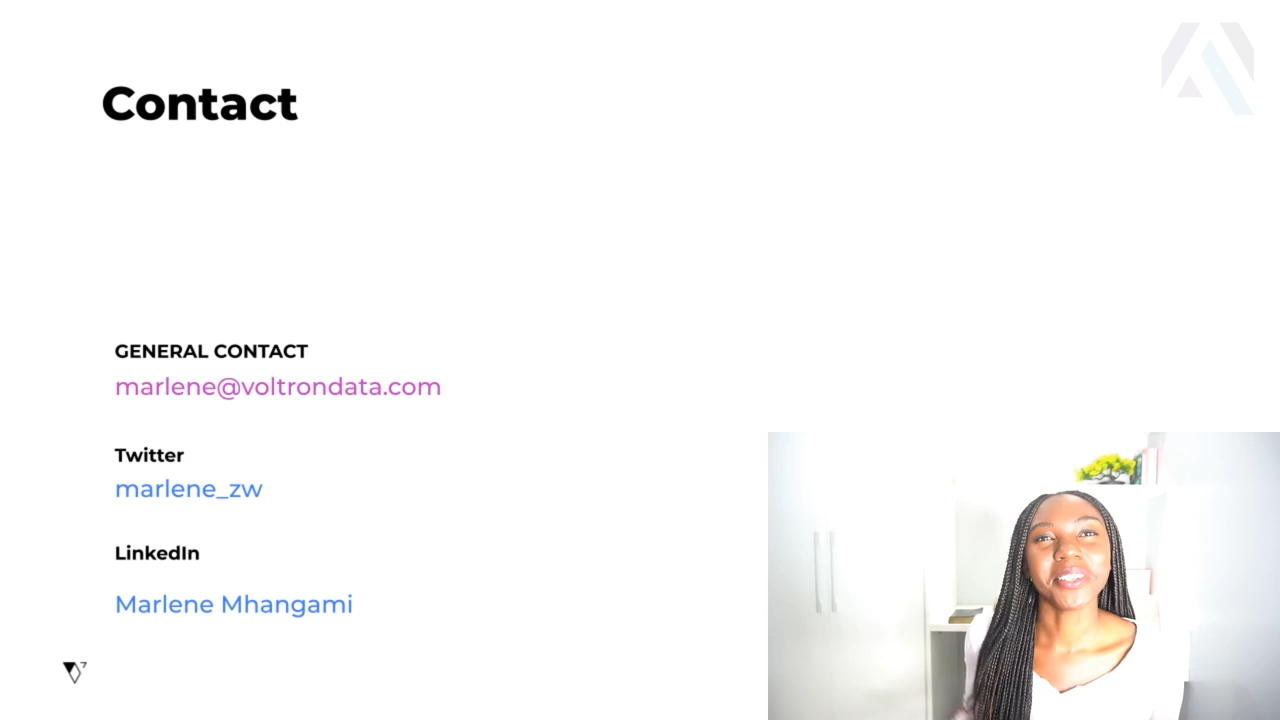 Contact
GENERAL CONTACT
marlene@voltrondata.com
Twitter
marlene_zw
LinkedIn
Marlene Mhangami